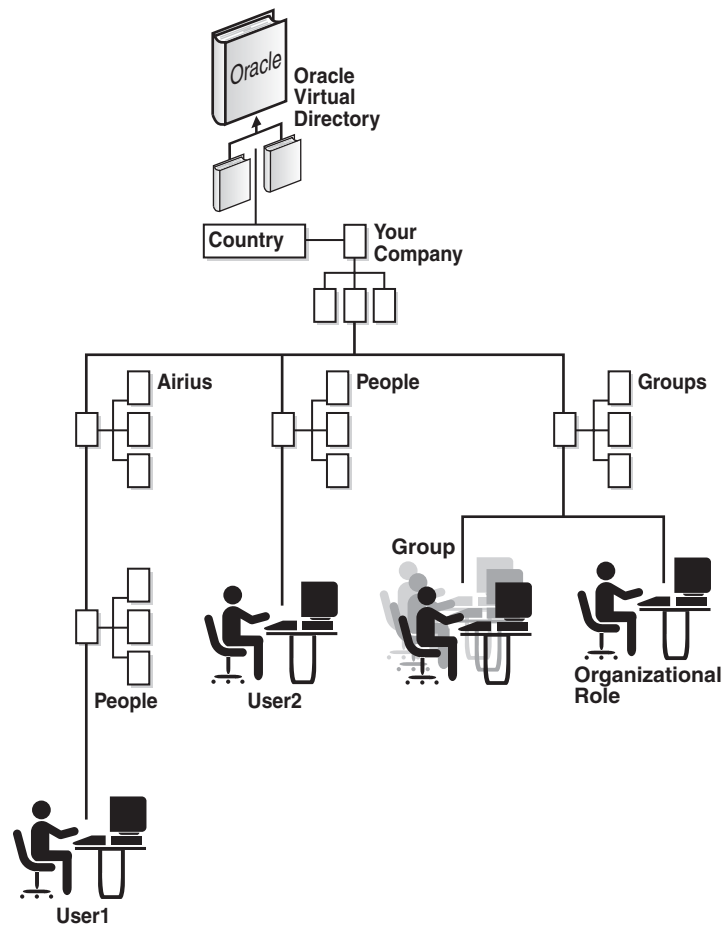 Oracle
Oracle
Virtual
Directory
Country
Your
Company
Airius
People
Groups
Group
People
User2
Organizational
Role
User1